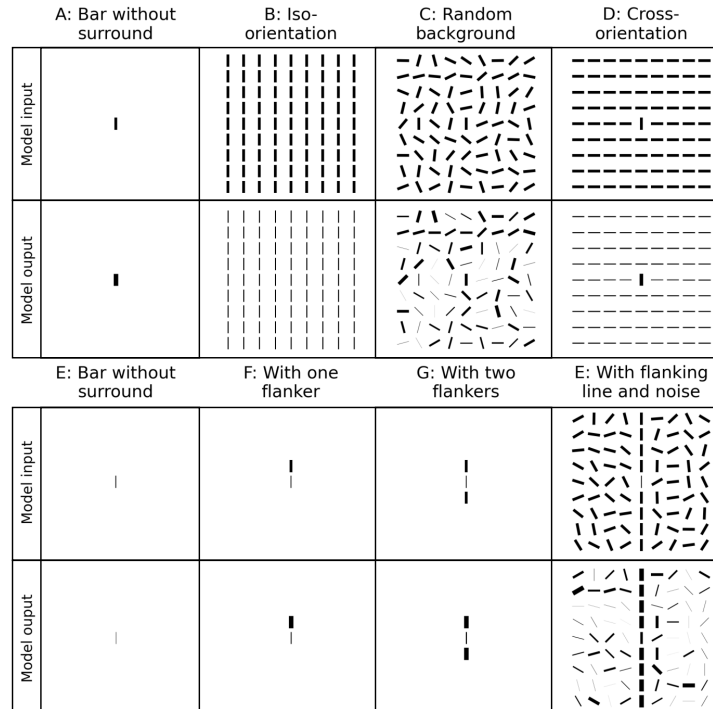 A: Bar without
surround
B: Iso-
orientation
C: Random
background
D: Cross-
orientation
Model input
Model ouput
E: Bar without
surround
F: With one
flanker
G: With two
flankers
E: With flanking
line and noise
Model input
Model ouput